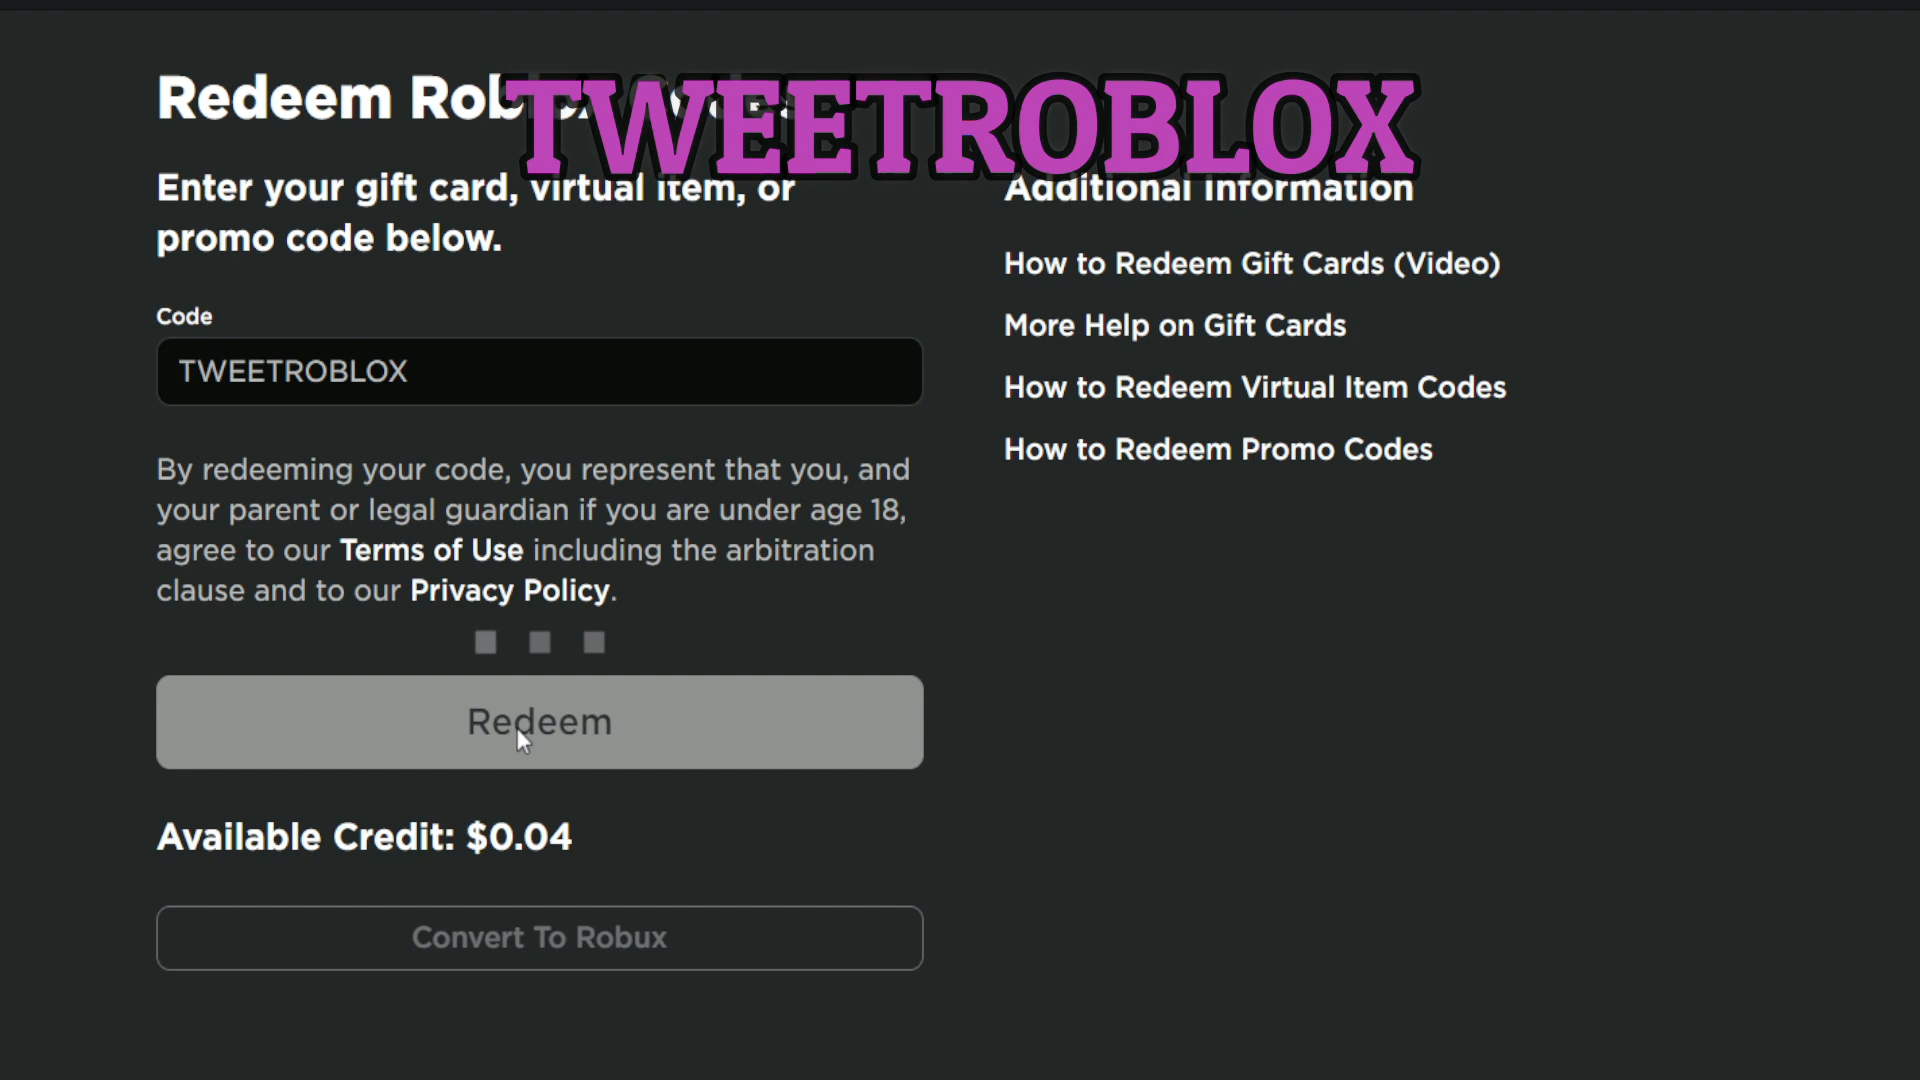 Redeem Rob
TWEETROBLOX
Enter your gift card, virtual item, or
promo code below.
Code
TWEETROBLOX
By redeeming your code, you represent that you, and
your parent or legal guardian if you are under age 18,
agree to our Terms of Use including the arbitration
clause and to our Privacy Policy.
Redeem
Available Credit: $0.04
Convert To Robux
Additional Information
How to Redeem Gift Cards (Video)
More Help on Gift Cards
How to Redeem Virtual Item Codes
How to Redeem Promo Codes